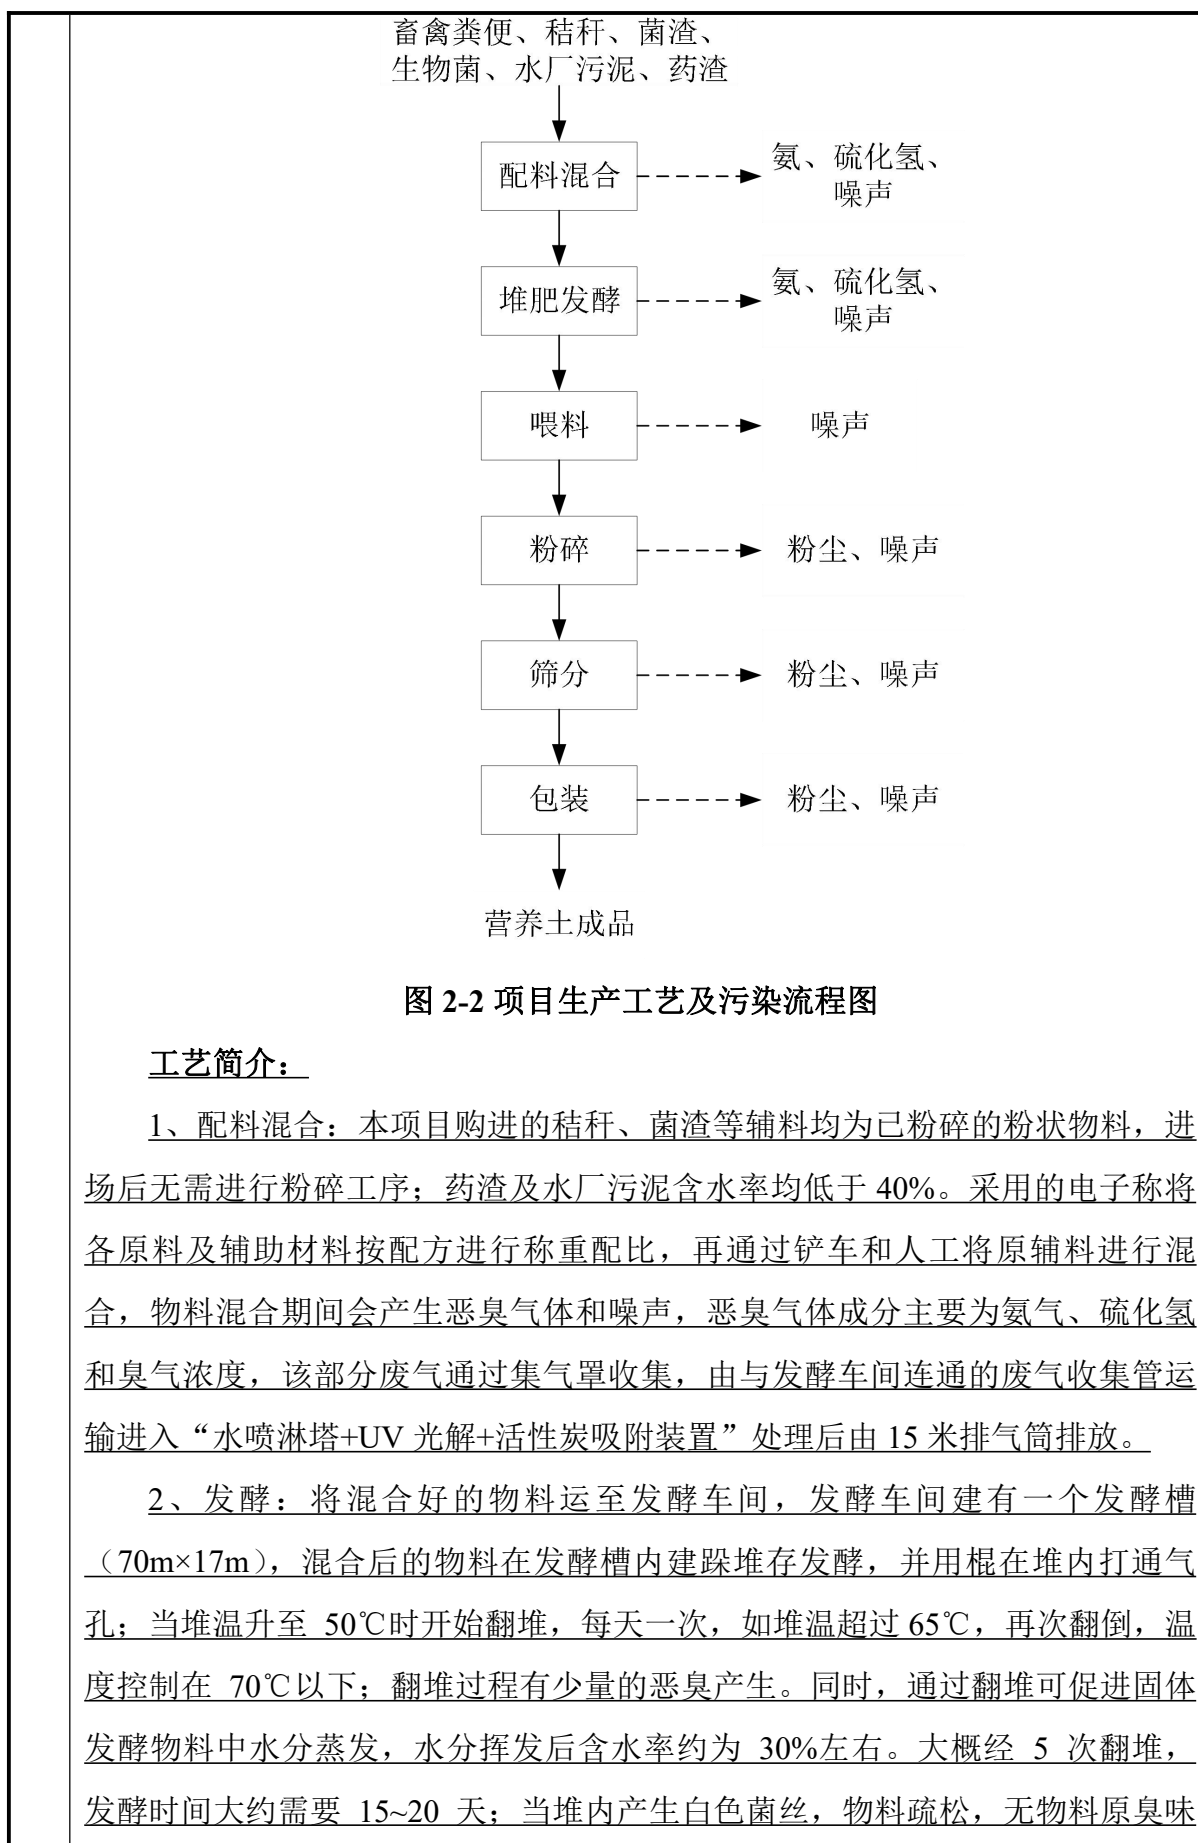 畜禽粪便、秸秆、菌渣、
生物菌、水厂污泥、药渣
配料混合
氨、硫化氢、
噪声
堆肥发酵
氨、硫化氢、
噪声
喂料
噪声
粉碎
粉尘、噪声
筛分
粉尘、噪声
包装
粉尘、噪声
营养土成品
图 2-2 项目生产工艺及污染流程图
工艺简介：
1、配料混合：本项目购进的秸秆、菌渣等辅料均为已粉碎的粉状物料，进
场后无需进行粉碎工序；药渣及水厂污泥含水率均低于 40%。采用的电子称将
各原料及辅助材料按配方进行称重配比，再通过铲车和人工将原辅料进行混
合，物料混合期间会产生恶臭气体和噪声，恶臭气体成分主要为氨气、硫化氢
和臭气浓度，该部分废气通过集气罩收集，由与发酵车间连通的废气收集管运
输进入“水喷淋塔+UV 光解+活性炭吸附装置”处理后由 15 米排气筒排放。
2、发酵：将混合好的物料运至发酵车间，发酵车间建有一个发酵槽
（70m×17m），混合后的物料在发酵槽内建跺堆存发酵，并用棍在堆内打通气
孔；当堆温升至 50℃时开始翻堆，每天一次，如堆温超过 65℃，再次翻倒，温
度控制在 70℃以下；翻堆过程有少量的恶臭产生。同时，通过翻堆可促进固体
发酵物料中水分蒸发，水分挥发后含水率约为 30%左右。大概经 5 次翻堆，
发酵时间大约需要 15~20 天；当堆内产生白色菌丝，物料疏松，无物料原臭味